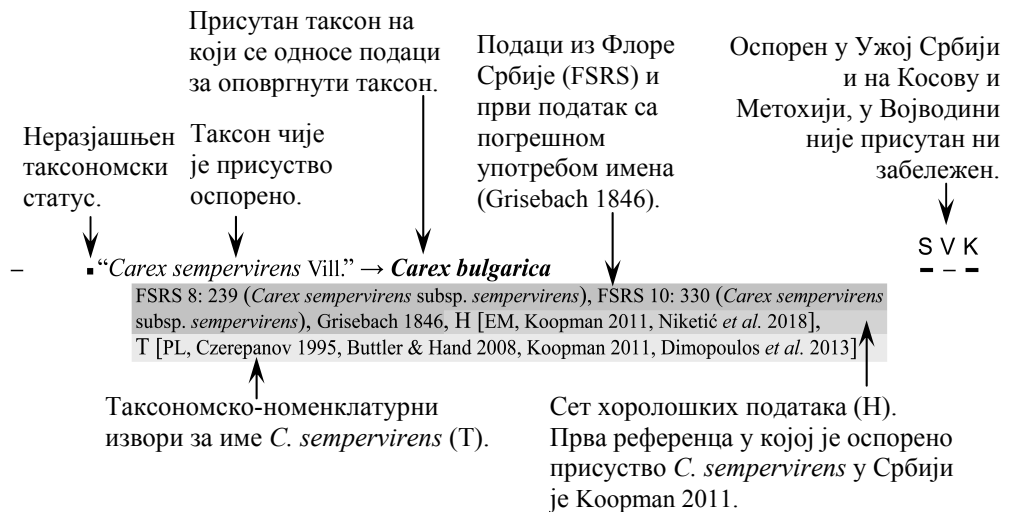 Присутан таксон на
који се односе подаци
за оповргнути таксон.
Подаци из Флоре
Србије (FSRS) и
први податак са
погрешном
употребом имена
(Grisebach 1846).
Оспорен у Ужој Србији
и на Косову и
Метохији, у Војводини
није присутан ни
забележен.
Неразјашњен
таксономски
статус.
Таксон чије
је присуство
оспорено.
S V K
– ▪“Carex sempervirens Vill.” → Carex bulgarica ━ – ━
FSRS 8: 239 (Carex sempervirens subsp. sempervirens), FSRS 10: 330 (Carex sempervirens
subsp. sempervirens), Grisebach 1846, H [EM, Koopman 2011, Niketić et al. 2018],
T [PL, Czerepanov 1995, Buttler & Hand 2008, Koopman 2011, Dimopoulos et al. 2013]
Таксономско-номенклатурни
извори за име C. sempervirens (T).
Сет хоролошких података (H).
Прва референца у којој је оспорено
присуство C. sempervirens у Србији
је Koopman 2011.